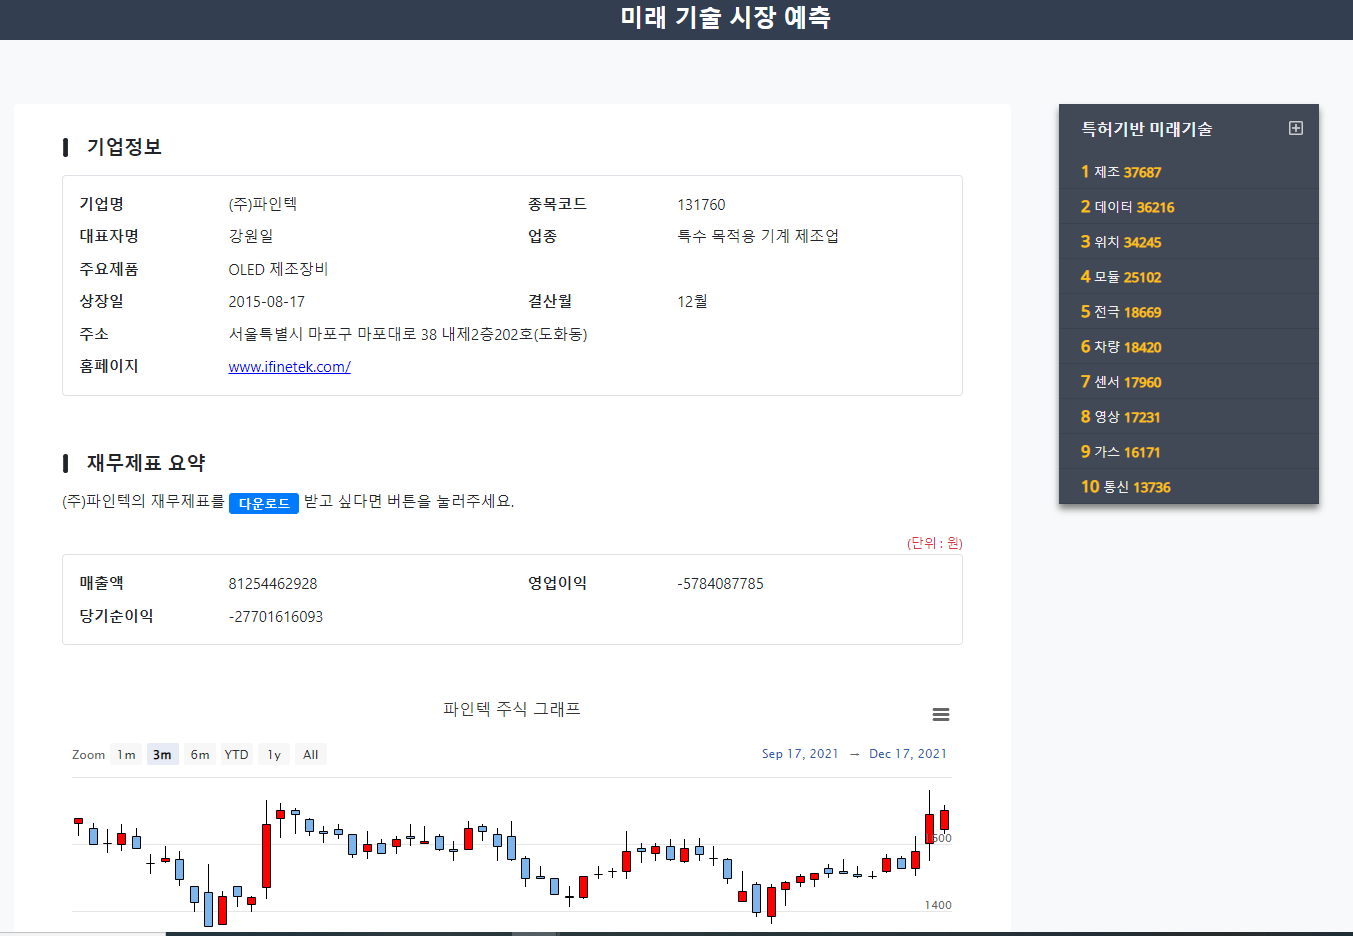 미래 기술 시장 예측
기업정보
기업명 (주)파인텍 종목코드 131760
대표자명 강원일 업종 특수 목적용 기계 제조업
주요제품 OLED 제조장비
상장일 2015-08-17 결산월 12월
주소 서울특별시 마포구 마포대로 38 내제2층202호(도화동)
홈페이지 www.ifinetek.com/
재무제표 요약
(주)파인텍의 재무제표를 다운로드 받고 싶다면 버튼을 눌러주세요.
(단위 : 원)
매출액 81254462928 영업이익 -5784087785
당기순이익 -27701616093
파인텍 주식 그래프
Zoom 1m 3m 6m YTD 1y All Sep 17, 2021 → Dec 17, 2021
1500
1400
특허기반 미래기술
1 제조 37687
2 데이터 36216
3 위치 34245
4 모듈 25102
5 전극 18669
6 차량 18420
7 센서 17960
8 영상 17231
9 가스 16171
10 통신 13736